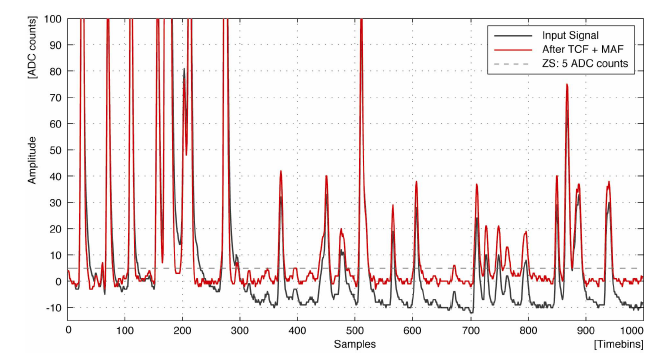 [ADC counts]
Amplitude
100
90
80
70
60
50
40
30
20
10
0
-10
Input Signal
After TCF + MAF
ZS: 5 ADC counts
0 100 200 300 400 500 600 700 800 900 1000
Samples [Timebins]